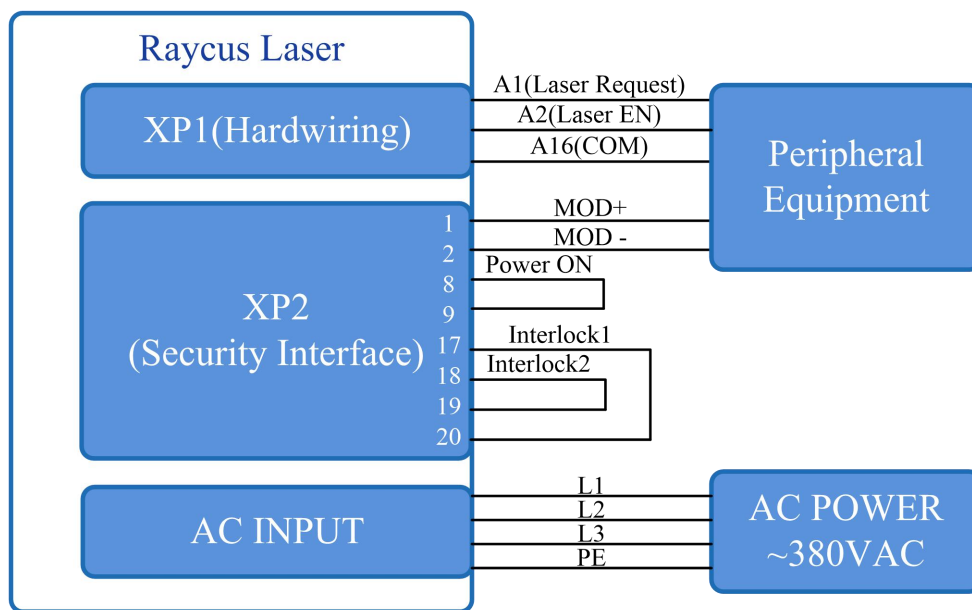 Raycus Laser
XP1(Hardwiring)
A1(Laser Request)
A2(Laser EN)
A16(COM)
Peripheral
Equipment
XP2
(Security Interface)
1
2
8
9
17
18
19
20
MOD+
MOD -
Power ON
Interlock1
Interlock2
AC INPUT
L1
L2
L3
PE
AC POWER
~380VAC